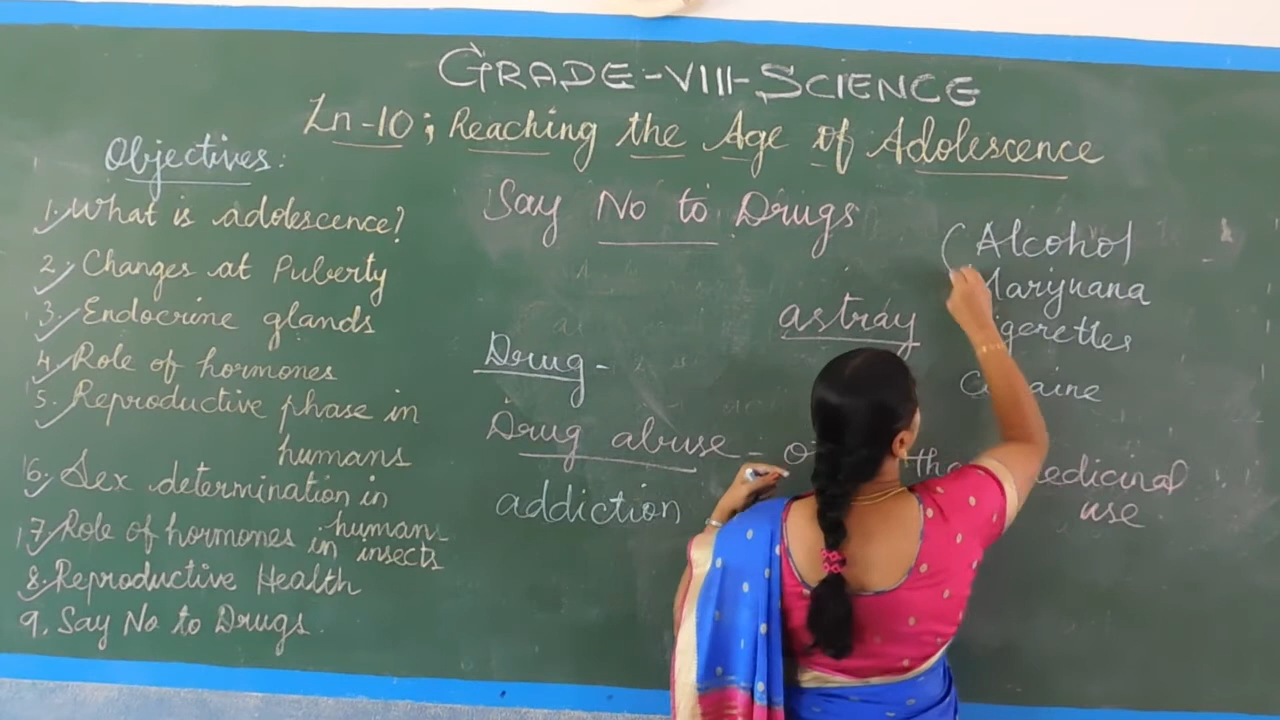 GRADE-VIII-SCIENCE
Ln-10; Reaching the Age of Adolescence
Objectives:
1. What is adolescence?
2. Changes at Puberty
3. Endocrine glands
4. Role of hormones
5. Reproductive phase in
humans
6. Sex determination in
humans
7. Role of hormones in insects
8. Reproductive Health
9. Say No to Drugs
Say No to Drugs
astray
Drug -
Drug abuse - medicinal
use
addiction
(Alcohol
Marijuana